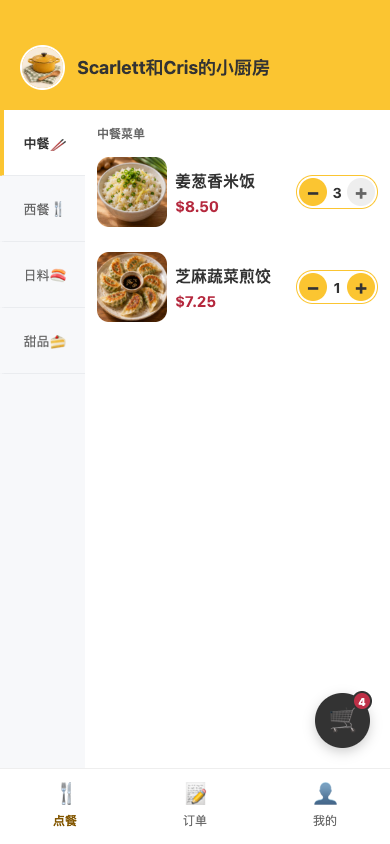 Scarlett和Cris的小厨房
中餐🥢
西餐🍴
日料🍣
甜品🍰
中餐菜单
姜葱香米饭
$8.50
− 3 +
芝麻蔬菜煎饺
$7.25
− 1 +
4
点餐
订单
我的